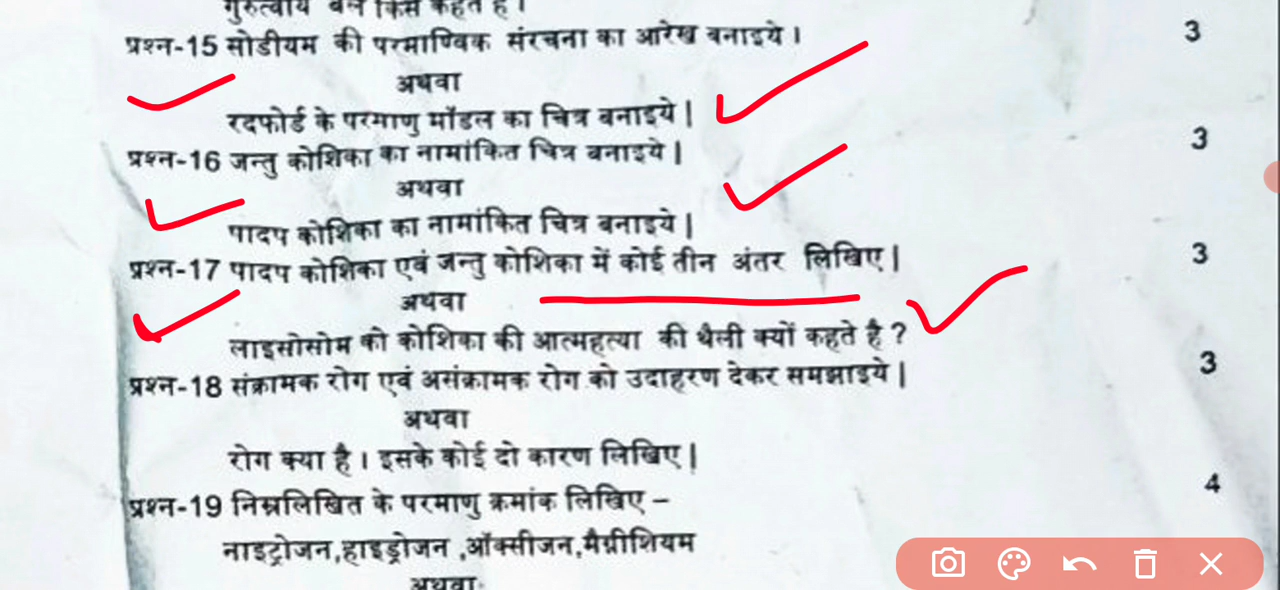 गुरुत्वीय बल किसे कहते है।
प्रश्न-15 सोडीयम की परमाण्विक संरचना का आरेख बनाइये। 3
अथवा
रदफोर्ड के परमाणु मॉडल का चित्र बनाइये|
प्रश्न-16 जन्तु कोशिका का नामांकित चित्र बनाइये| 3
अथवा
पादप कोशिका का नामांकित चित्र बनाइये|
प्रश्न-17 पादप कोशिका एवं जन्तु कोशिका में कोई तीन अंतर लिखिए| 3
अथवा
लाइसोसोम को कोशिका की आत्महत्या की थैली क्यों कहते है ?
प्रश्न-18 संक्रामक रोग एवं असंक्रामक रोग को उदाहरण देकर समझाइये| 3
अथवा
रोग क्या है। इसके कोई दो कारण लिखिए|
प्रश्न-19 निम्नलिखित के परमाणु क्रमांक लिखिए – 4
नाइट्रोजन,हाइड्रोजन ,ऑक्सीजन,मैग्नीशियम
अथवा